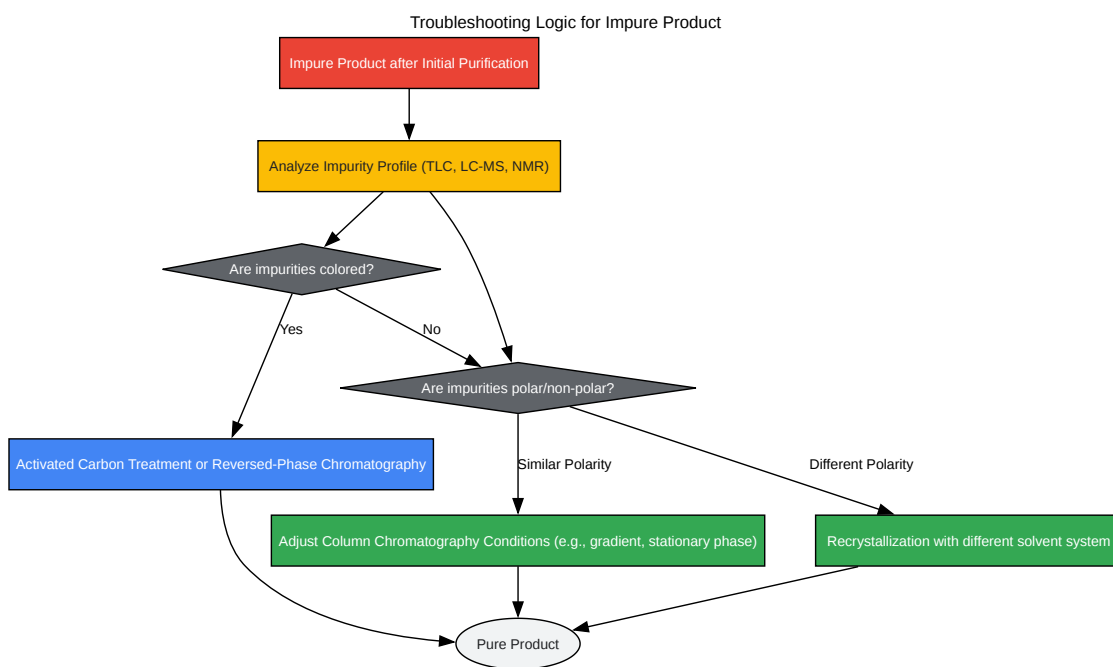 Troubleshooting Logic for Impure Product
Impure Product after Initial Purification
Analyze Impurity Profile (TLC, LC-MS, NMR)
Are impurities colored?
Yes
No
Are impurities polar/non-polar?
Activated Carbon Treatment or Reversed-Phase Chromatography
Similar Polarity
Different Polarity
Adjust Column Chromatography Conditions (e.g., gradient, stationary phase)
Recrystallization with different solvent system
Pure Product